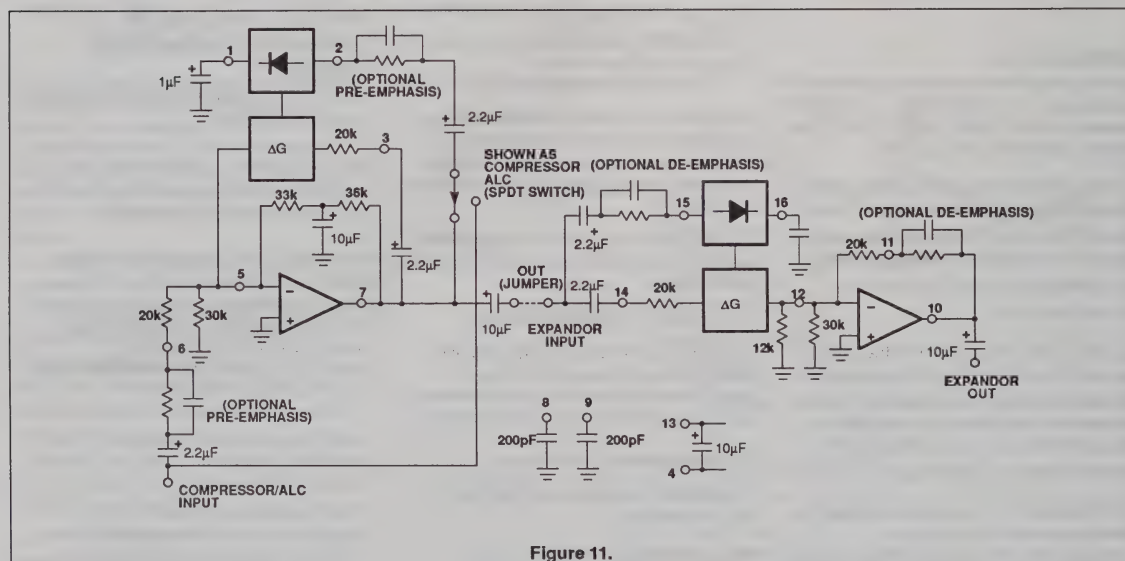 1
2
1µF
(OPTIONAL
PRE-EMPHASIS)
2.2µF
ΔG
20k
3
SHOWN AS
COMPRESSOR
ALC
(SPDT SWITCH)
33k
36k
10µF
2.2µF
5
7
20k
30k
6
(OPTIONAL
PRE-EMPHASIS)
2.2µF
COMPRESSOR/ALC
INPUT
(OPTIONAL DE-EMPHASIS)
15
16
2.2µF
OUT
(JUMPER)
2.2µF
14
20k
10µF
EXPANDOR
INPUT
ΔG
12
12k
30k
(OPTIONAL DE-EMPHASIS)
20k
11
10
10µF
EXPANDOR
OUT
8
9
200pF
200pF
13
10µF
4
Figure 11.